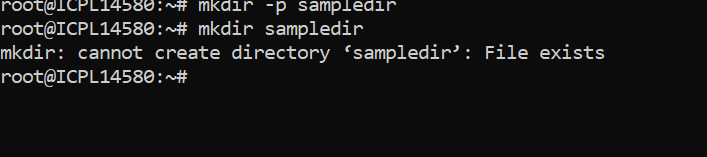 root@ICPL14580:~# mkdir -p sampledir
root@ICPL14580:~# mkdir sampledir
mkdir: cannot create directory ‘sampledir’: File exists
root@ICPL14580:~#